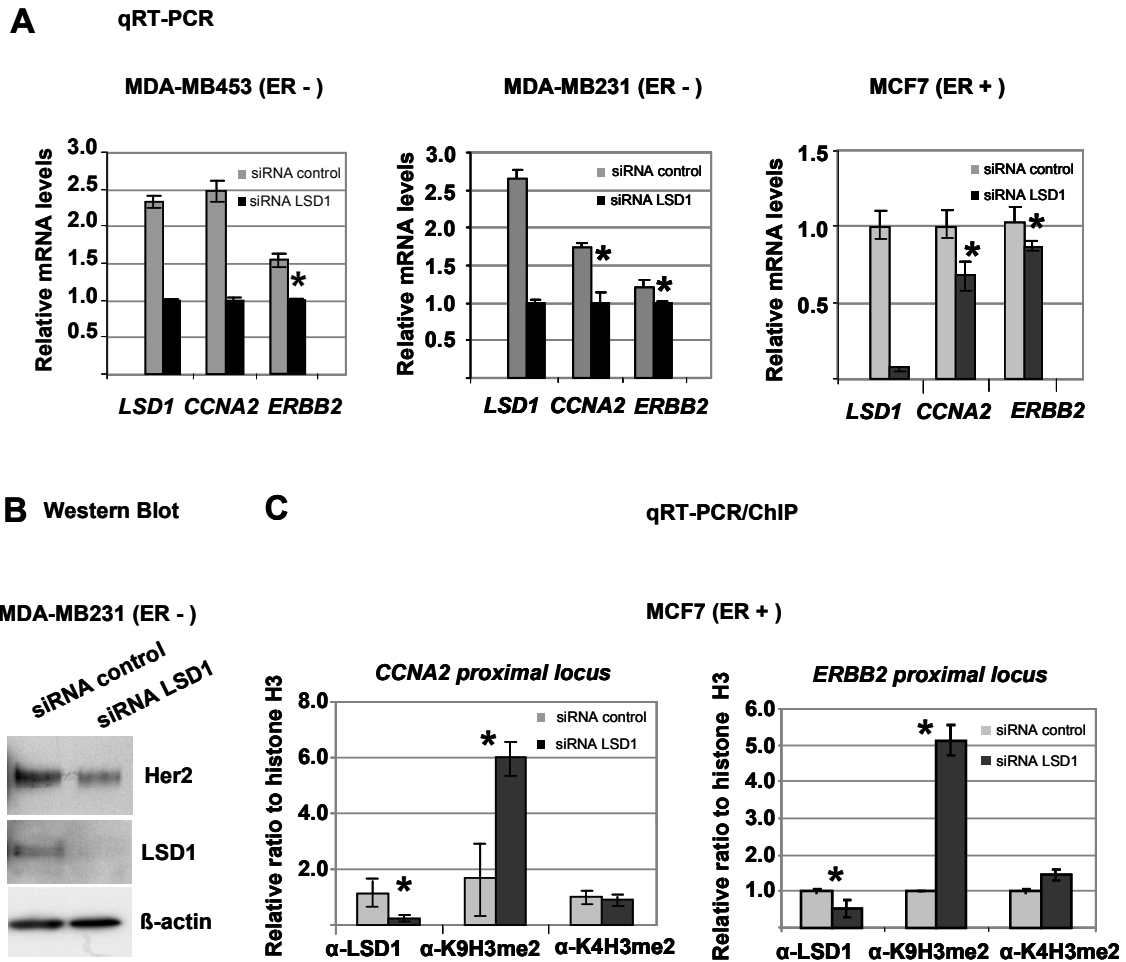 A
qRT-PCR
MDA-MB453 (ER - )
Relative mRNA levels
3.0
2.5
2.0
1.5
1.0
0.5
siRNA control
siRNA LSD1
*
LSD1 CCNA2 ERBB2
MDA-MB231 (ER - )
Relative mRNA levels
3.0
2.5
2.0
1.5
1.0
0.5
siRNA control
siRNA LSD1
* *
LSD1 CCNA2 ERBB2
MCF7 (ER + )
Relative mRNA levels
1.5
1.0
0.5
siRNA control
siRNA LSD1
* *
LSD1 CCNA2 ERBB2
B Western Blot
MDA-MB231 (ER - )
siRNA control
siRNA LSD1
Her2
LSD1
ß-actin
C
qRT-PCR/ChIP
MCF7 (ER + )
CCNA2 proximal locus
Relative ratio to histone H3
8.0
6.0
4.0
2.0
siRNA control
siRNA LSD1
* *
α-LSD1 α-K9H3me2 α-K4H3me2
ERBB2 proximal locus
Relative ratio to histone H3
6.0
5.0
4.0
3.0
2.0
1.0
siRNA control
siRNA LSD1
* *
α-LSD1 α-K9H3me2 α-K4H3me2